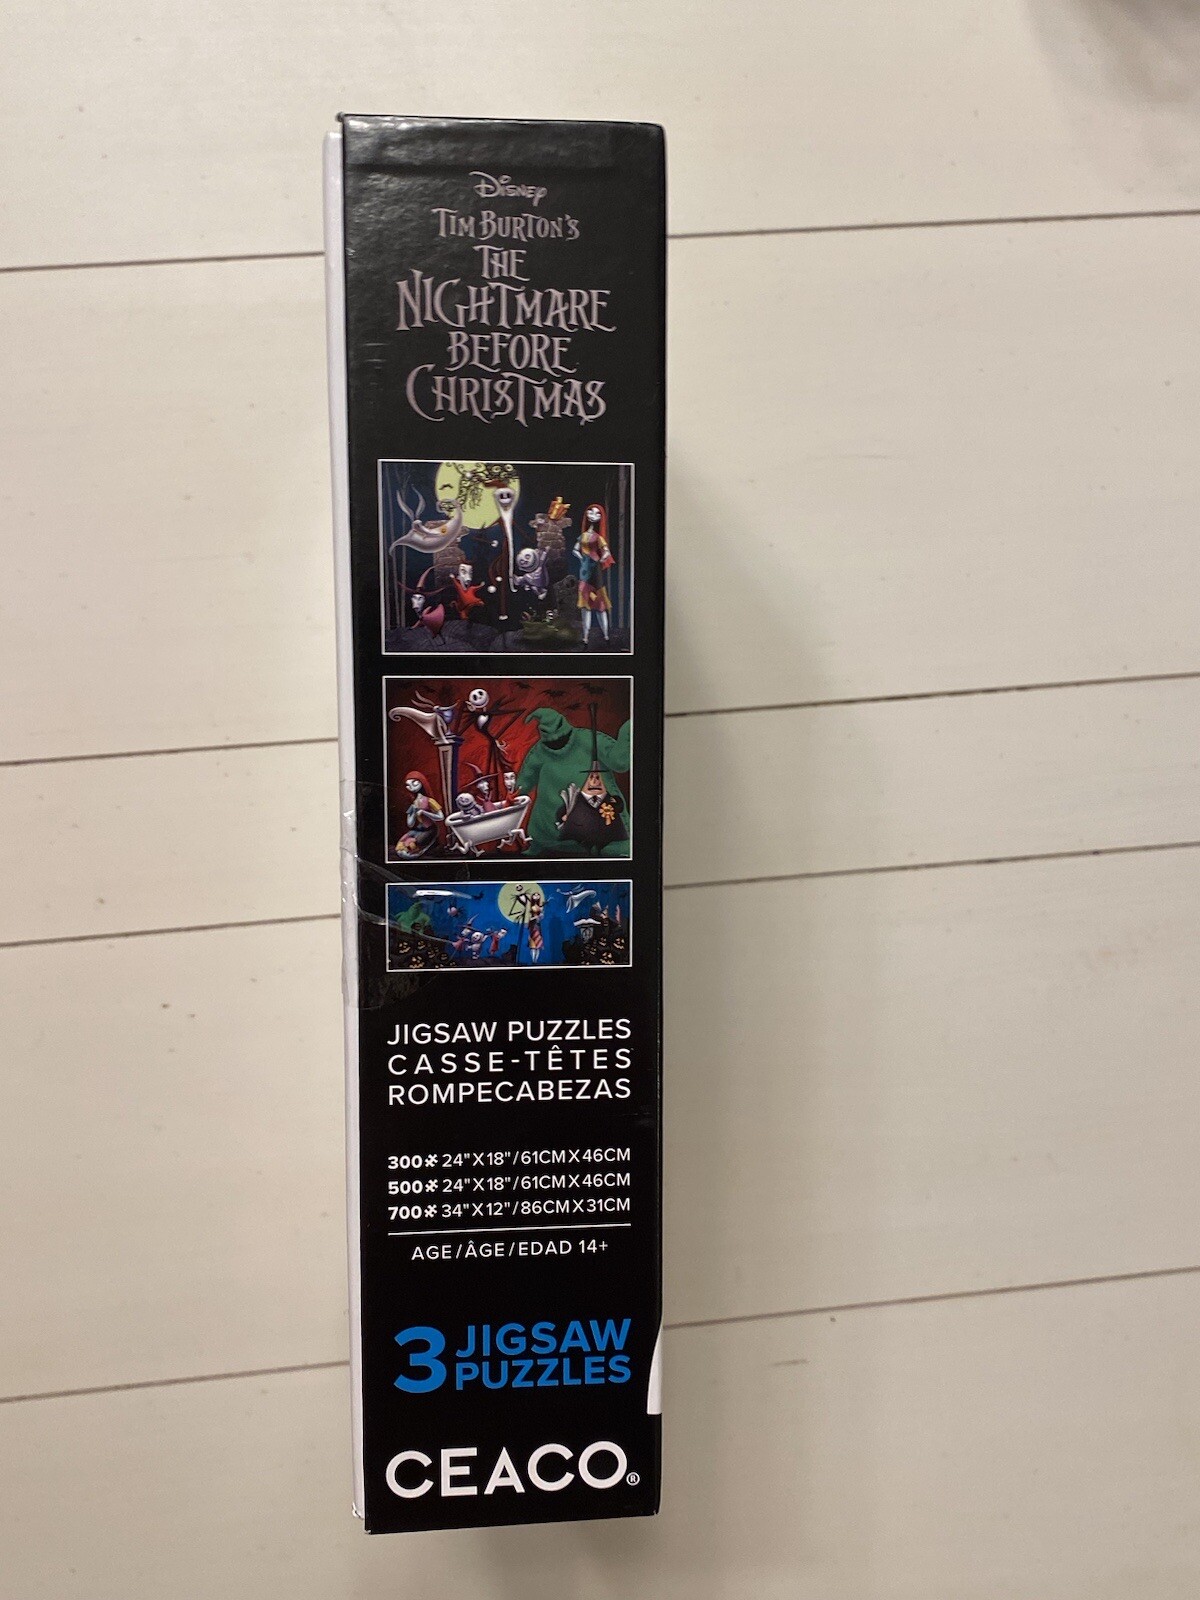 Disney
Tim Burton's
The
Nightmare
Before
Christmas
JIGSAW PUZZLES
CASSE-TÊTES
ROMPECABEZAS
300 24"X18"/61CMX46CM
500 24"X18"/61CMX46CM
700 34"X12"/86CMX31CM
AGE/ÂGE/EDAD 14+
3 JIGSAW
PUZZLES
CEACO®